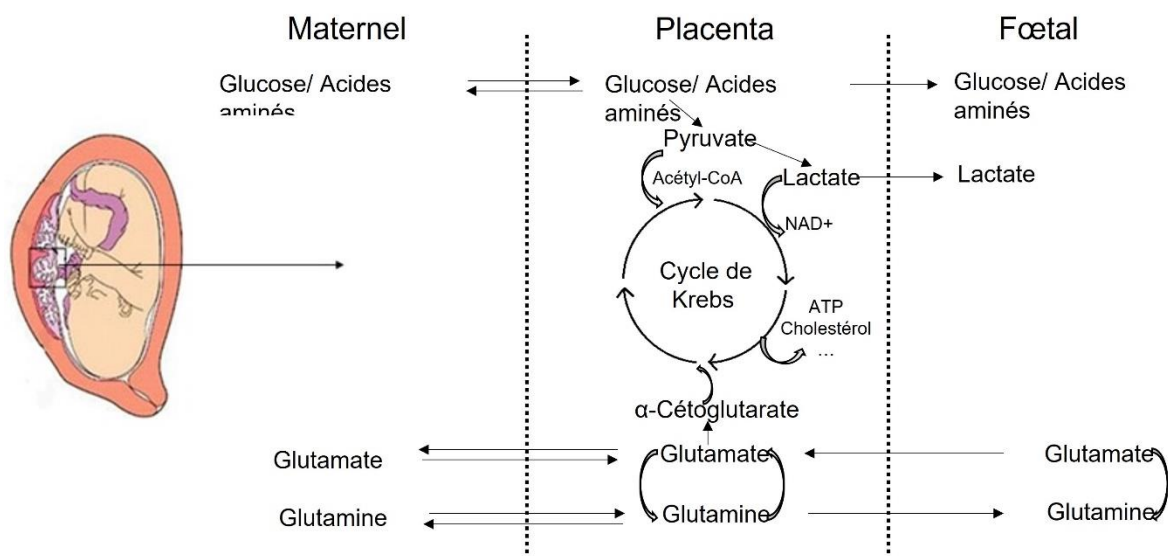 Maternel
Placenta
Fœtal
Glucose/ Acides
aminés
Glucose/ Acides
aminés
Glucose/ Acides
aminés
Pyruvate
Acétyl-CoA
Lactate
Lactate
NAD+
Cycle de
Krebs
ATP
Cholestérol
...
α-Cétoglutarate
Glutamate
Glutamate
Glutamate
Glutamine
Glutamine
Glutamine